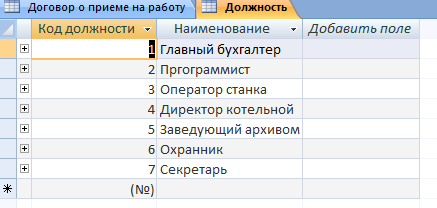 Договор о приеме на работу Должность
Код должности Наименование Добавить поле
1 Главный бухгалтер
2 Пргограммист
3 Оператор станка
4 Директор котельной
5 Заведующий архивом
6 Охранник
7 Секретарь
(№)